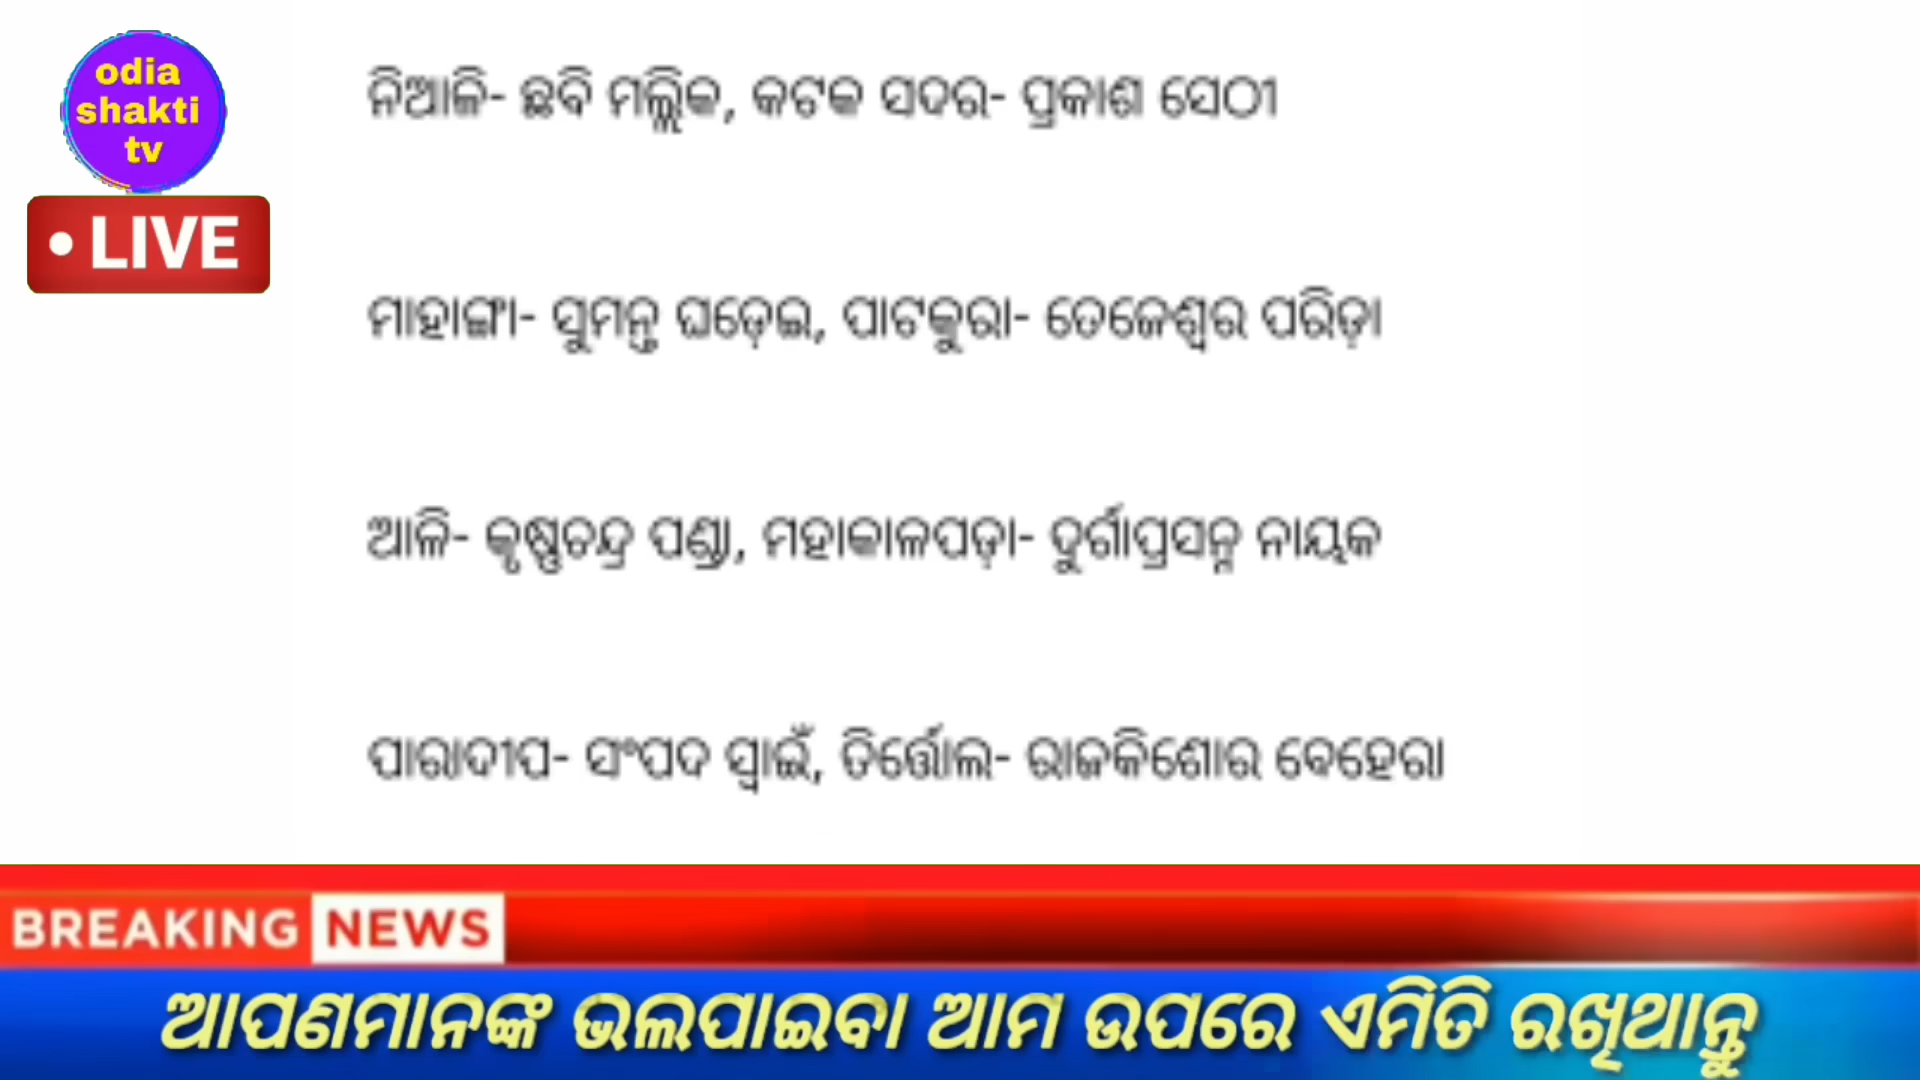 odia
shakti
tv
• LIVE
ନିଆଳି- ଛବି ମଲ୍ଲିକ, କଟକ ସଦର- ପ୍ରକାଶ ସେଠୀ
ମାହାଙ୍ଗା- ସୁମନ୍ତ ଘଡ଼େଇ, ପାଟକୁରା- ତେଜେଶ୍ୱର ପରିଡ଼ା
ଆଳି- କୃଷ୍ଣଚନ୍ଦ୍ର ପଣ୍ଡା, ମହାକାଳପଡ଼ା- ଦୁର୍ଗାପ୍ରସନ୍ନ ନାୟକ
ପାରାଦୀପ- ସଂପଦ ସ୍ୱାଇଁ, ତିର୍ତ୍ତୋଲ- ରାଜକିଶୋର ବେହେରା
BREAKING NEWS
ଆପଣମାନଙ୍କ ଭଲପାଇବା ଆମ ଉପରେ ଏମିତି ରଖିଥାନ୍ତୁ